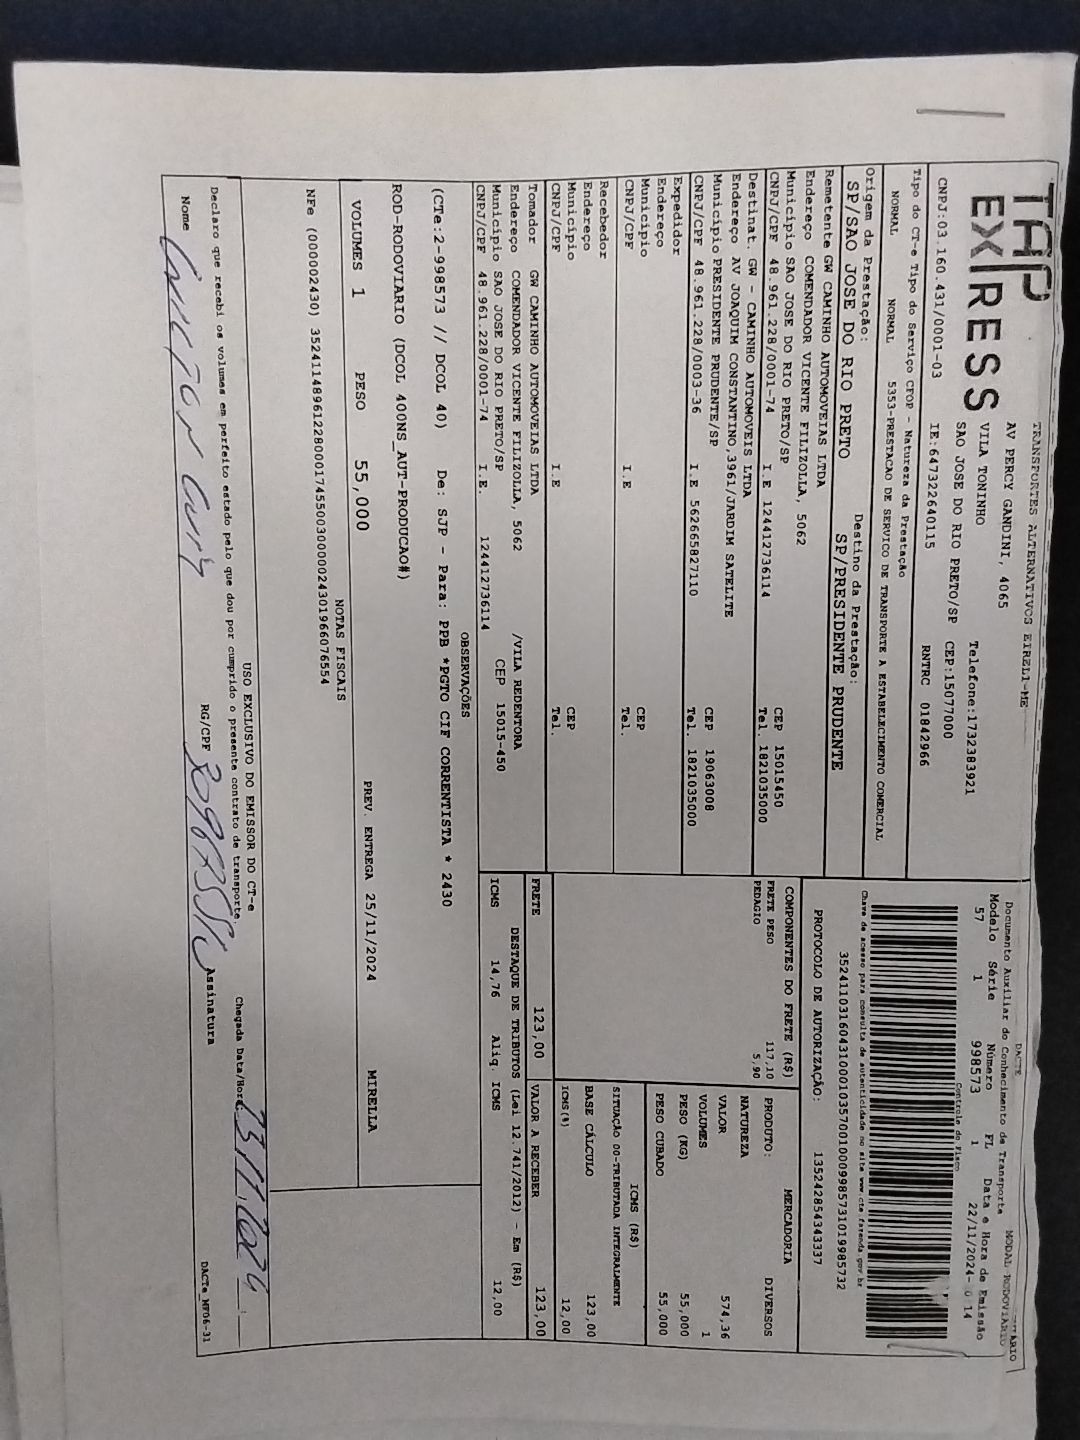 TAP
EXPRESS
TRANSPORTES ALTERNATIVOS EIRELI-ME
AV PERCY GANDINI, 4065
VILA TONINHO Telefone:1732383921
SAO JOSE DO RIO PRETO/SP CEP:15077000
CNPJ:03.160.431/0001-03 IE:647322640115 RNTRC 01842966
DACTE MODAL RODOVIARIO
Documento Auxiliar do Conhecimento de Transporte
Modelo Série Número FL Data e Hora de Emissão
57 1 998573 1 22/11/2024
Controle do Fisco
Chave de acesso para consulta de autenticidade no site www.cte.fazenda.gov.br
35241103160431000103570010009985731019985732
PROTOCOLO DE AUTORIZAÇÃO: 135242854343337
Tipo do CT-e Tipo do Serviço CFOP - Natureza da Prestação
NORMAL NORMAL 5353-PRESTACAO DE SERVICO DE TRANSPORTE A ESTABELECIMENTO COMERCIAL
Origem da Prestação: Destino da Prestação:
SP/SAO JOSE DO RIO PRETO SP/PRESIDENTE PRUDENTE
Remetente GW CAMINHO AUTOMOVEIAS LTDA
Endereço COMENDADOR VICENTE FILIZOLLA, 5062
Município SAO JOSE DO RIO PRETO/SP CEP 15015450
CNPJ/CPF 48.961.228/0001-74 I.E 124412736114 Tel. 1821035000
Destinat. GW - CAMINHO AUTOMOVEIS LTDA
Endereço AV JOAQUIM CONSTANTINO,3961/JARDIM SATELITE
Município PRESIDENTE PRUDENTE/SP CEP 19063008
CNPJ/CPF 48.961.228/0003-36 I.E 562665827110 Tel. 1821035000
Expedidor
Endereço
Município CEP
CNPJ/CPF I.E Tel.
Recebedor
Endereço
Município CEP
CNPJ/CPF I.E Tel.
Tomador GW CAMINHO AUTOMOVEIAS LTDA
Endereço COMENDADOR VICENTE FILIZOLLA, 5062 /VILA REDENTORA
Município SAO JOSE DO RIO PRETO/SP CEP 15015-450
CNPJ/CPF 48.961.228/0001-74 I.E. 124412736114
COMPONENTES DO FRETE (R$)
FRETE PESO 117,10
PEDAGIO 5,90
MERCADORIA
PRODUTO: DIVERSOS
NATUREZA
VALOR 574,36
VOLUMES 1
PESO (KG) 55,000
PESO CUBADO 55,000
ICMS (R$)
SITUAÇÃO 00-TRIBUTADA INTEGRALMENTE
BASE CÁLCULO 123,00
ICMS(%) 12,00
FRETE 123,00 VALOR A RECEBER 123,00
DESTAQUE DE TRIBUTOS (Lei 12.741/2012) - Em (R$)
ICMS 14,76 Aliq. ICMS 12,00
OBSERVAÇÕES
(CTe:2-998573 // DCOL 40) De: SJP - Para: PPB *PGTO CIF CORRENTISTA * 2430
ROD-RODOVIARIO (DCOL 400NS_AUT-PRODUCAO#)
VOLUMES 1 PESO 55,000 PREV. ENTREGA 25/11/2024 MIRELLA
NOTAS FISCAIS
NFe (000002430) 35241148961228000174550030000024301966076554
USO EXCLUSIVO DO EMISSOR DO CT-e
Declaro que recebi os volumes em perfeito estado pelo que dou por cumprido o presente contrato de transporte.
Chegada Data/Hora
Nome RG/CPF Assinatura
DACTe_MT06-31